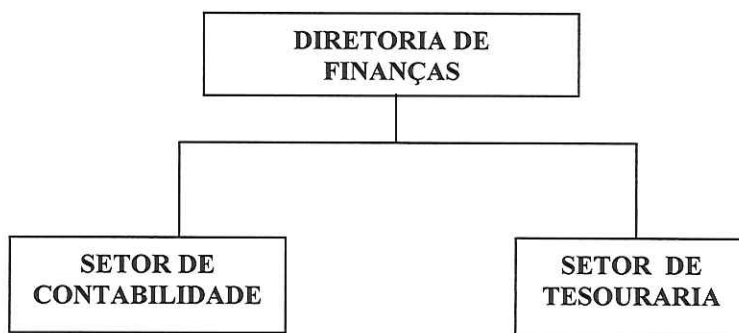 DIRETORIA DE
FINANÇAS
SETOR DE
CONTABILIDADE
SETOR DE
TESOURARIA